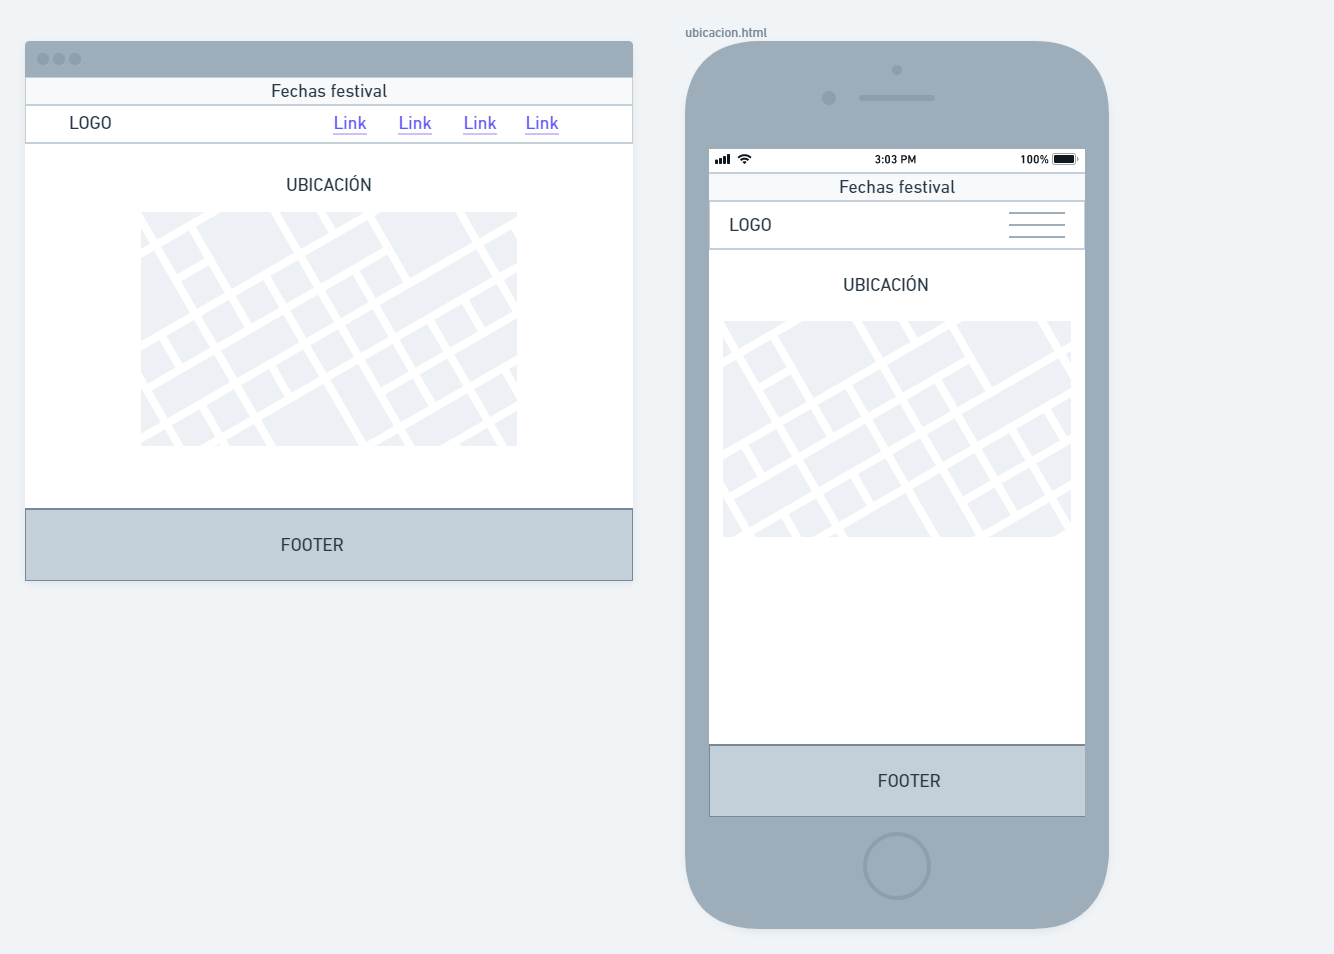 Fechas festival
LOGO Link Link Link Link
UBICACIÓN
FOOTER
ubicacion.html
3:03 PM 100%
Fechas festival
LOGO
UBICACIÓN
FOOTER